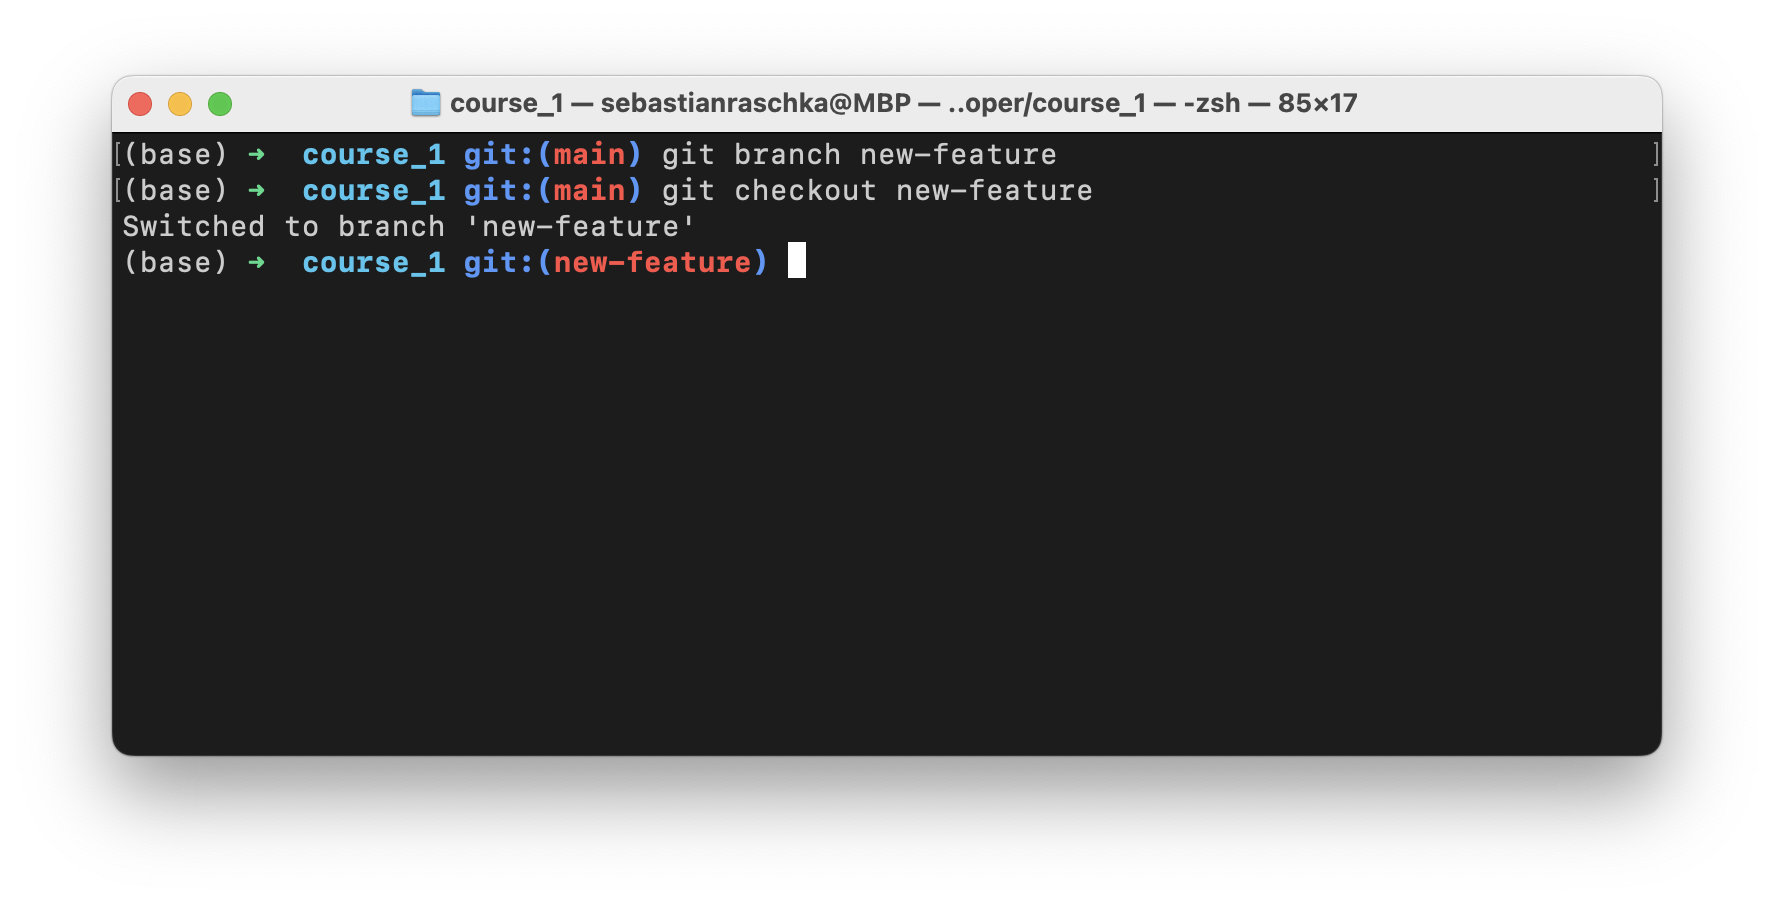 course_1 — sebastianraschka@MBP — ..oper/course_1 — -zsh — 85×17
[(base) ➜  course_1 git:(main) git branch new-feature ]
[(base) ➜  course_1 git:(main) git checkout new-feature ]
Switched to branch 'new-feature'
(base) ➜  course_1 git:(new-feature)